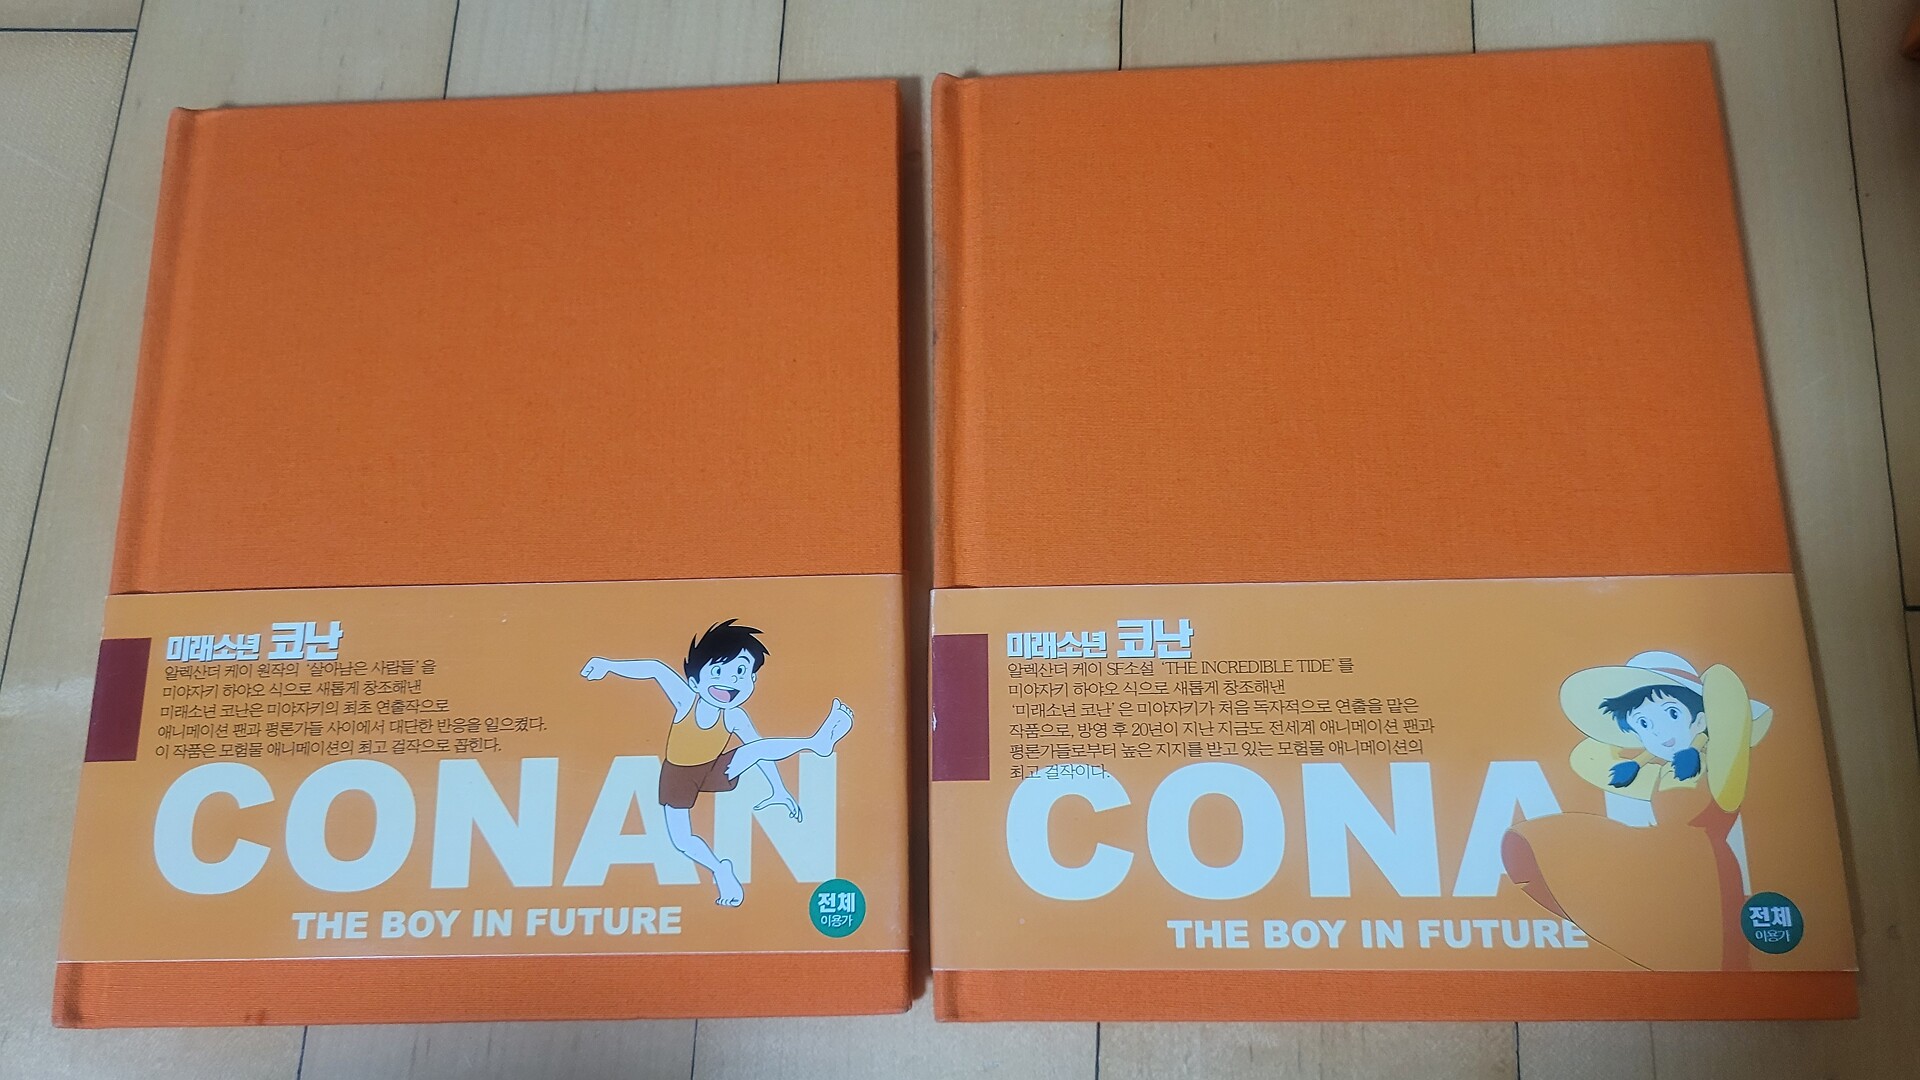 미래소년 코난
알렉산더 케이 원작의 '살아남은 사람들'을
미야자키 하야오 식으로 새롭게 창조해낸
미래소년 코난은 미야자키의 최초 연출작으로
애니메이션 팬과 평론가들 사이에서 대단한 반응을 일으켰다.
이 작품은 모험물 애니메이션의 최고 걸작으로 꼽힌다.
CONAN
THE BOY IN FUTURE
전체
이용가
미래소년 코난
알렉산더 케이 SF소설 'THE INCREDIBLE TIDE'를
미야자키 하야오 식으로 새롭게 창조해낸
'미래소년 코난'은 미야자키가 처음 독자적으로 연출을 맡은
작품으로, 방영 후 20년이 지난 지금도 전세계 애니메이션 팬과
평론가들로부터 높은 지지를 받고 있는 모험물 애니메이션의
최고 걸작이다.
CONAN
THE BOY IN FUTURE
전체
이용가